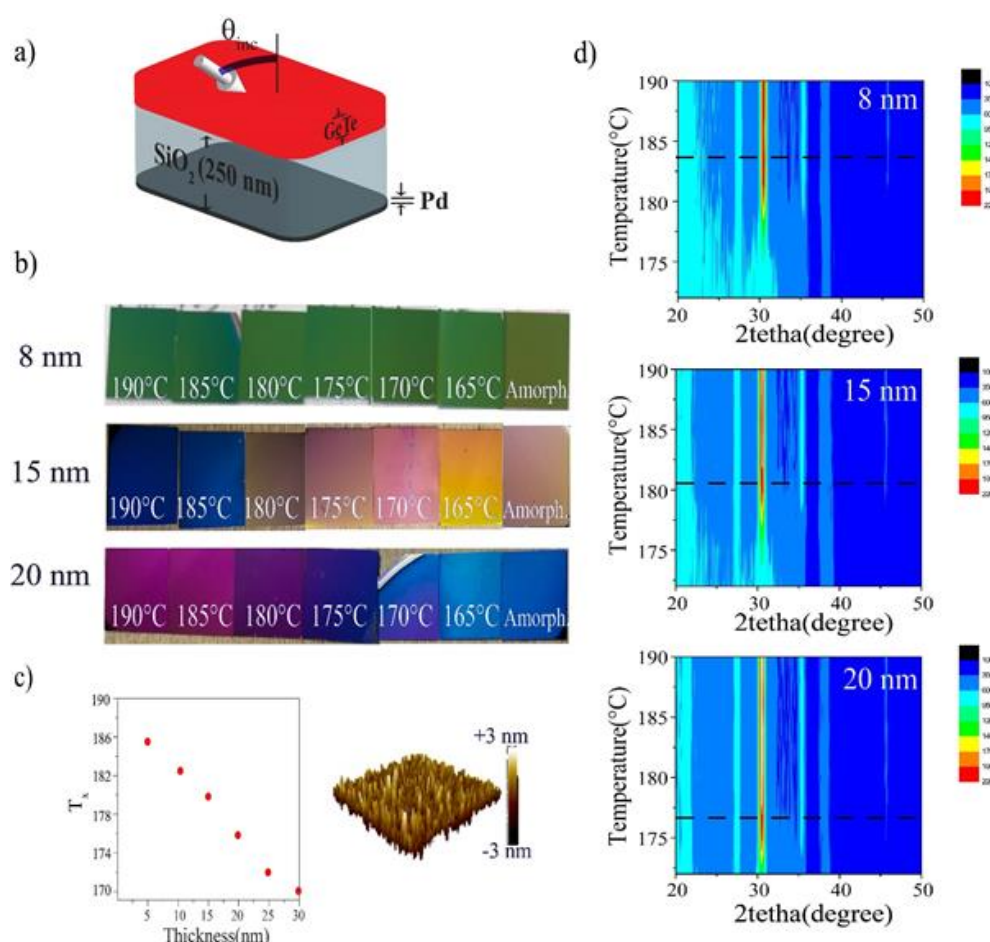 a)
θinc
GeTe
SiO₂ (250 nm)
Pd
b)
8 nm
190°C 185°C 180°C 175°C 170°C 165°C Amorph.
15 nm
190°C 185°C 180°C 175°C 170°C 165°C Amorph.
20 nm
190°C 185°C 180°C 175°C 170°C 165°C Amorph.
c)
190
186
182
178
174
170
Tx
5 10 15 20 25 30
Thickness(nm)
+3 nm
-3 nm
d)
8 nm
190
185
180
175
Temperature(°C)
20 30 40 50
2tetha(degree)
15 nm
190
185
180
175
Temperature(°C)
20 30 40 50
2tetha(degree)
20 nm
190
185
180
175
Temperature(°C)
20 30 40 50
2tetha(degree)